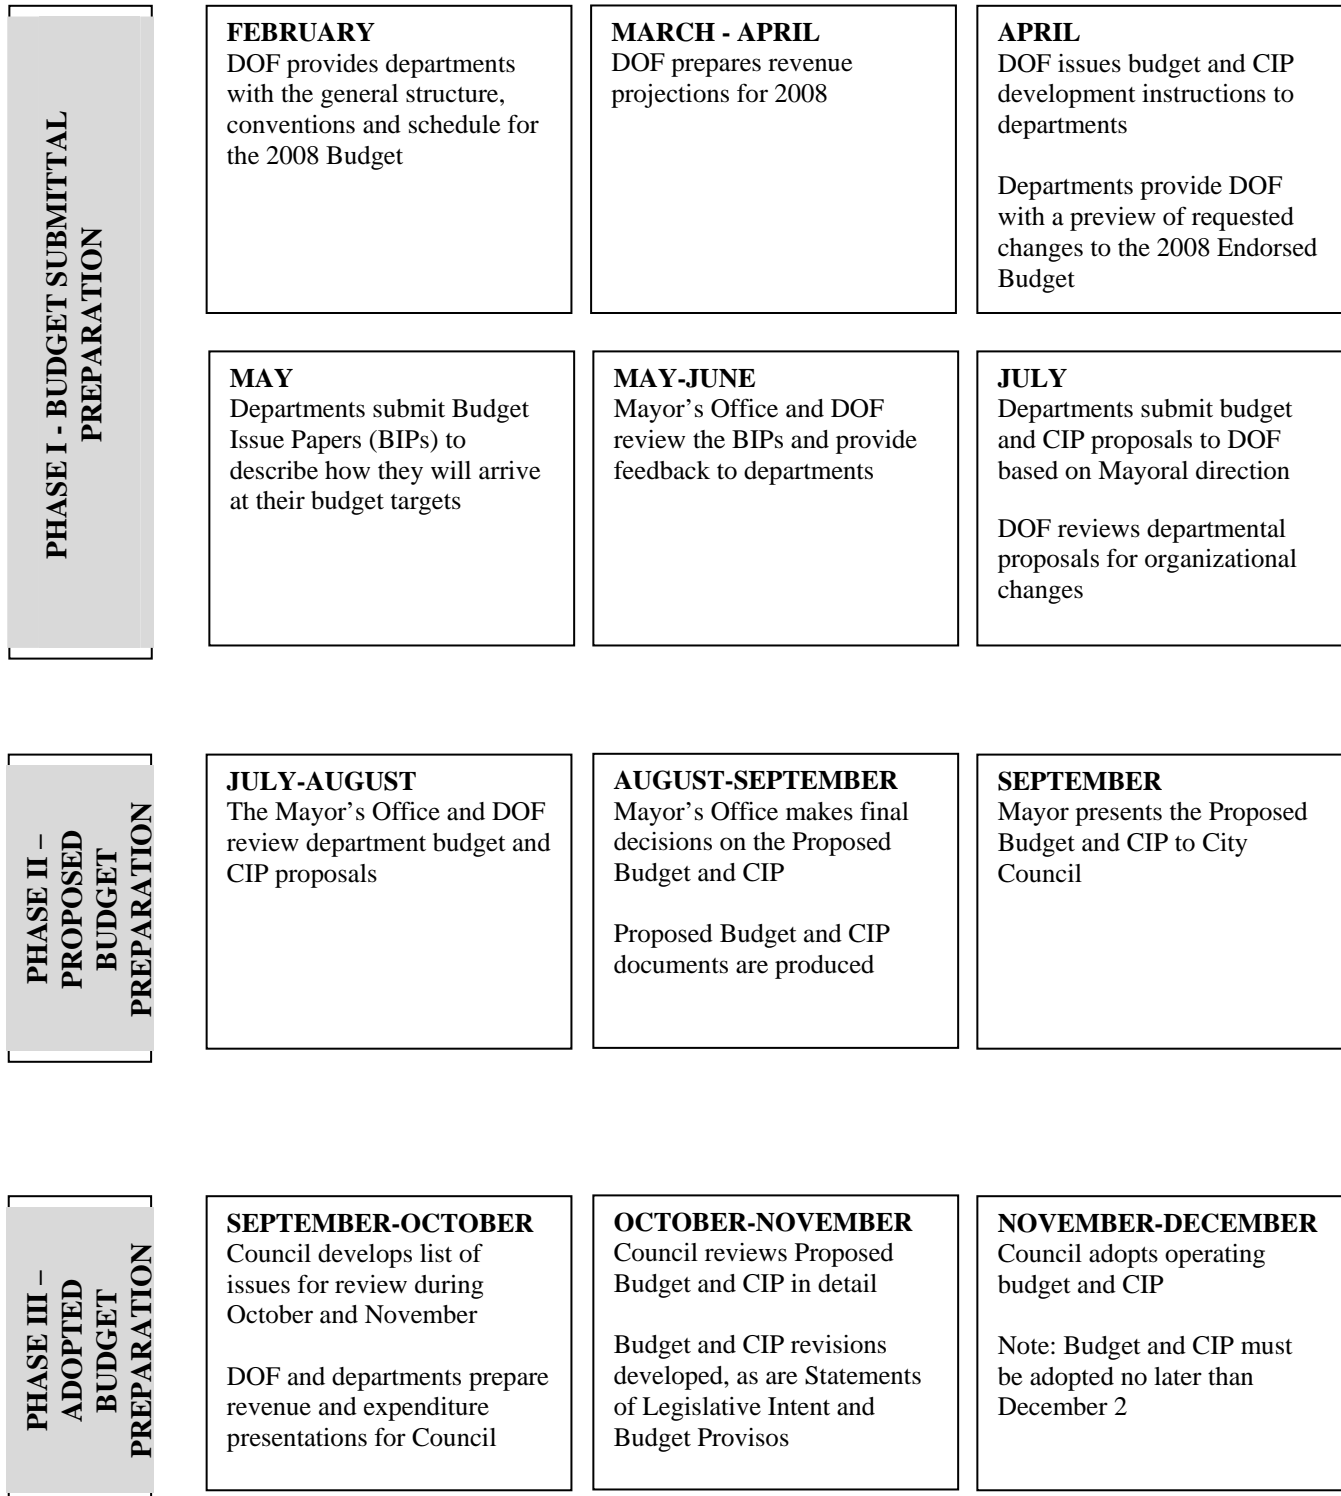 PHASE I - BUDGET SUBMITTAL
PREPARATION
FEBRUARY
DOF provides departments
with the general structure,
conventions and schedule for
the 2008 Budget
MARCH - APRIL
DOF prepares revenue
projections for 2008
APRIL
DOF issues budget and CIP
development instructions to
departments
Departments provide DOF
with a preview of requested
changes to the 2008 Endorsed
Budget
MAY
Departments submit Budget
Issue Papers (BIPs) to
describe how they will arrive
at their budget targets
MAY-JUNE
Mayor’s Office and DOF
review the BIPs and provide
feedback to departments
JULY
Departments submit budget
and CIP proposals to DOF
based on Mayoral direction
DOF reviews departmental
proposals for organizational
changes
PHASE II –
PROPOSED
BUDGET
PREPARATION
JULY-AUGUST
The Mayor’s Office and DOF
review department budget and
CIP proposals
AUGUST-SEPTEMBER
Mayor’s Office makes final
decisions on the Proposed
Budget and CIP
Proposed Budget and CIP
documents are produced
SEPTEMBER
Mayor presents the Proposed
Budget and CIP to City
Council
PHASE III –
ADOPTED
BUDGET
PREPARATION
SEPTEMBER-OCTOBER
Council develops list of
issues for review during
October and November
DOF and departments prepare
revenue and expenditure
presentations for Council
OCTOBER-NOVEMBER
Council reviews Proposed
Budget and CIP in detail
Budget and CIP revisions
developed, as are Statements
of Legislative Intent and
Budget Provisos
NOVEMBER-DECEMBER
Council adopts operating
budget and CIP
Note: Budget and CIP must
be adopted no later than
December 2